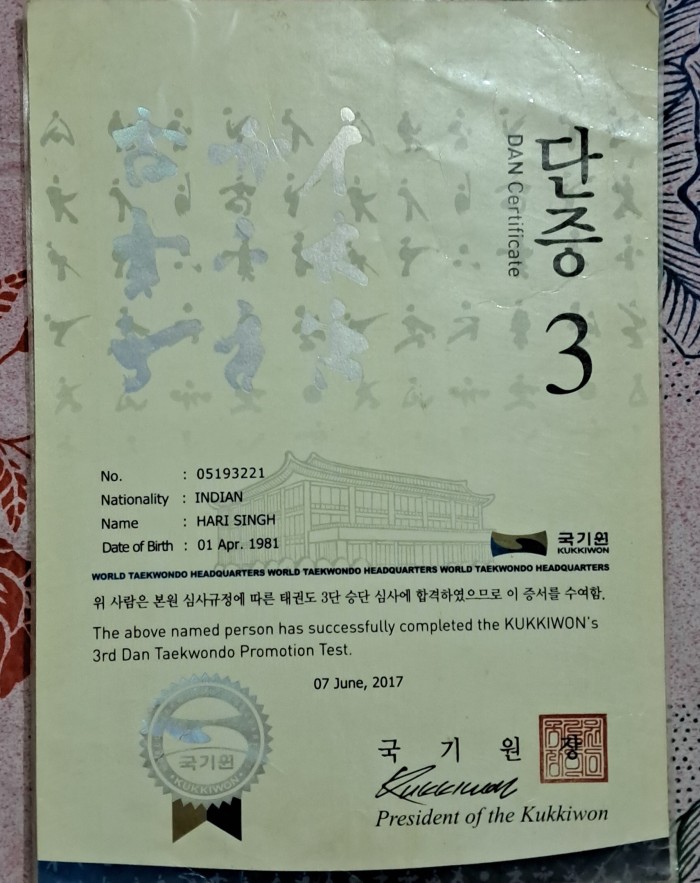 단증
DAN Certificate
3
No. : 05193221
Nationality : INDIAN
Name : HARI SINGH
Date of Birth : 01 Apr. 1981
국기원
KUKKIWON
WORLD TAEKWONDO HEADQUARTERS WORLD TAEKWONDO HEADQUARTERS WORLD TAEKWONDO HEADQUARTERS
위 사람은 본원 심사규정에 따른 태권도 3단 승단 심사에 합격하였으므로 이 증서를 수여함.
The above named person has successfully completed the KUKKIWON's
3rd Dan Taekwondo Promotion Test.
07 June, 2017
국기원
KUKKIWON
국 기 원 장
Kukkiwon
President of the Kukkiwon